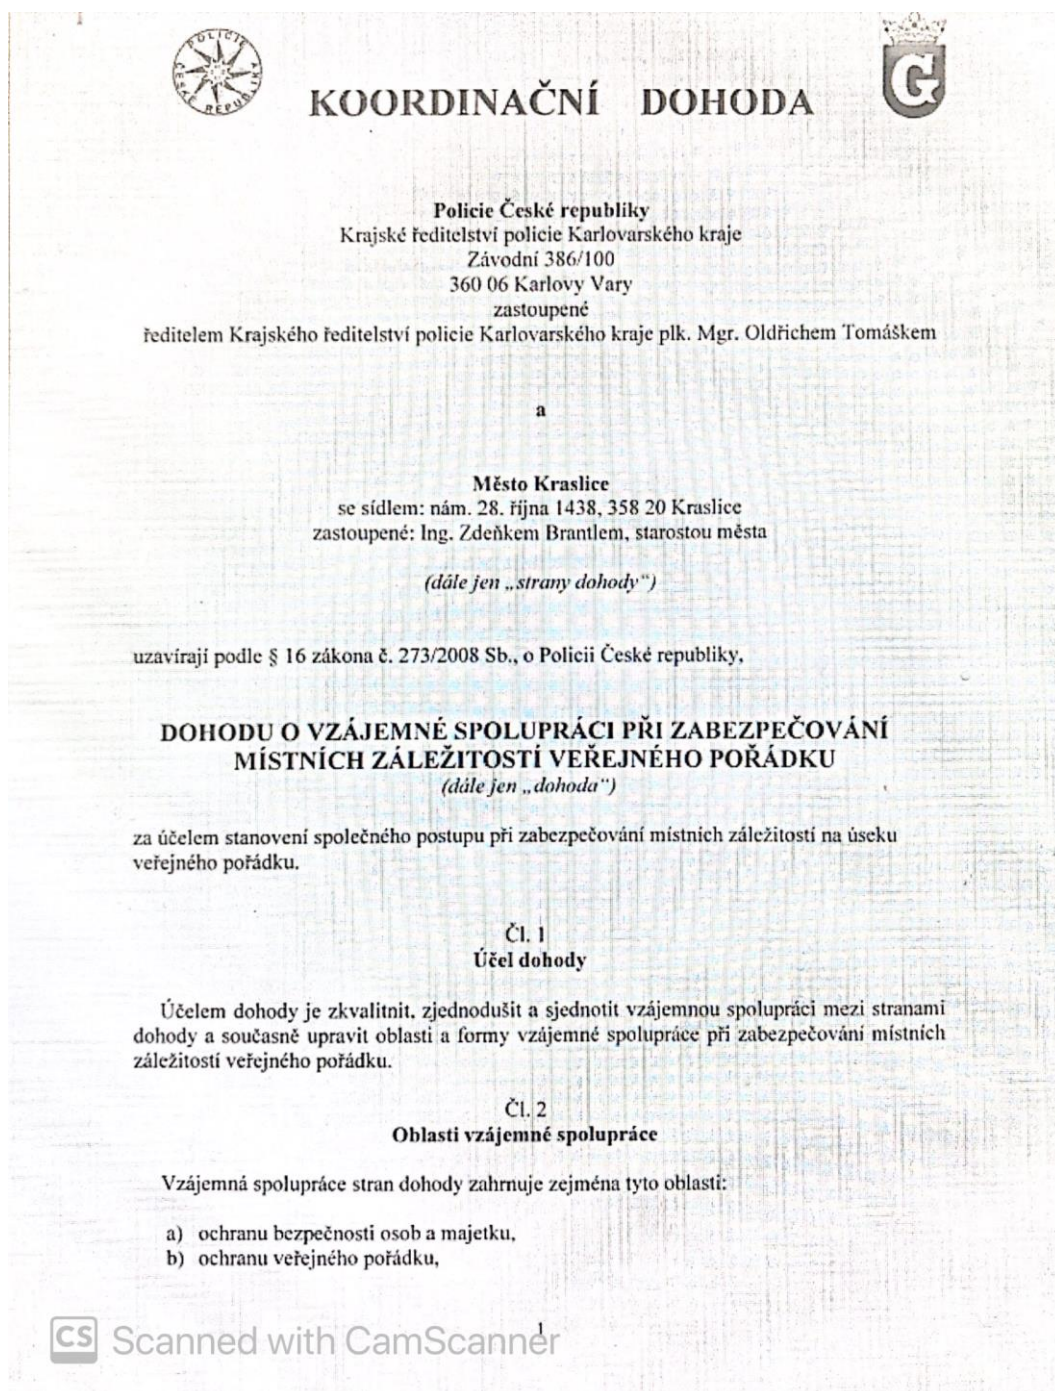 POLICIE
ČESKÉ REPUBLIKY
G
KOORDINAČNÍ DOHODA
Policie České republiky
Krajské ředitelství policie Karlovarského kraje
Závodní 386/100
360 06 Karlovy Vary
zastoupené
ředitelem Krajského ředitelství policie Karlovarského kraje plk. Mgr. Oldřichem Tomáškem
a
Město Kraslice
se sídlem: nám. 28. října 1438, 358 20 Kraslice
zastoupené: Ing. Zdeňkem Brantlem, starostou města
(dále jen „strany dohody“)
uzavírají podle § 16 zákona č. 273/2008 Sb., o Policii České republiky,
DOHODU O VZÁJEMNÉ SPOLUPRÁCI PŘI ZABEZPEČOVÁNÍ
MÍSTNÍCH ZÁLEŽITOSTÍ VEŘEJNÉHO POŘÁDKU
(dále jen „dohoda“)
za účelem stanovení společného postupu při zabezpečování místních záležitostí na úseku
veřejného pořádku.
Čl. 1
Účel dohody
Účelem dohody je zkvalitnit, zjednodušit a sjednotit vzájemnou spolupráci mezi stranami
dohody a současně upravit oblasti a formy vzájemné spolupráce při zabezpečování místních
záležitostí veřejného pořádku.
Čl. 2
Oblasti vzájemné spolupráce
Vzájemná spolupráce stran dohody zahrnuje zejména tyto oblasti:
a) ochranu bezpečnosti osob a majetku,
b) ochranu veřejného pořádku,
1
CS Scanned with CamScanner